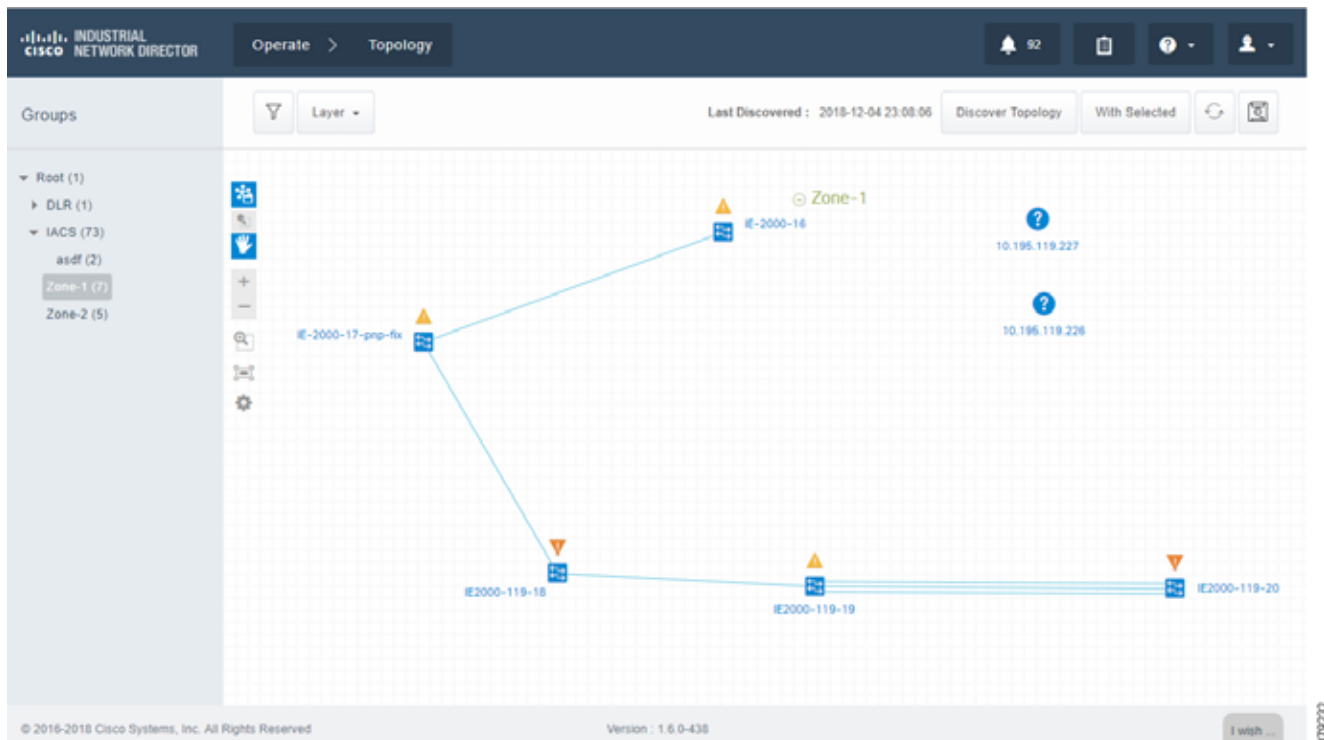 INDUSTRIAL
CISCO NETWORK DIRECTOR
Operate > Topology
92
Groups
Layer
Last Discovered : 2018-12-04 23:08:06
Discover Topology
With Selected
Root (1)
DLR (1)
IACS (73)
asdf (2)
Zone-1 (7)
Zone-2 (5)
Zone-1
IE-2000-16
10.195.119.227
10.195.119.226
IE-2000-17-pnp-fix
IE2000-119-18
IE2000-119-19
IE2000-119-20
© 2016-2018 Cisco Systems, Inc. All Rights Reserved
Version : 1.6.0-438
I wish ...